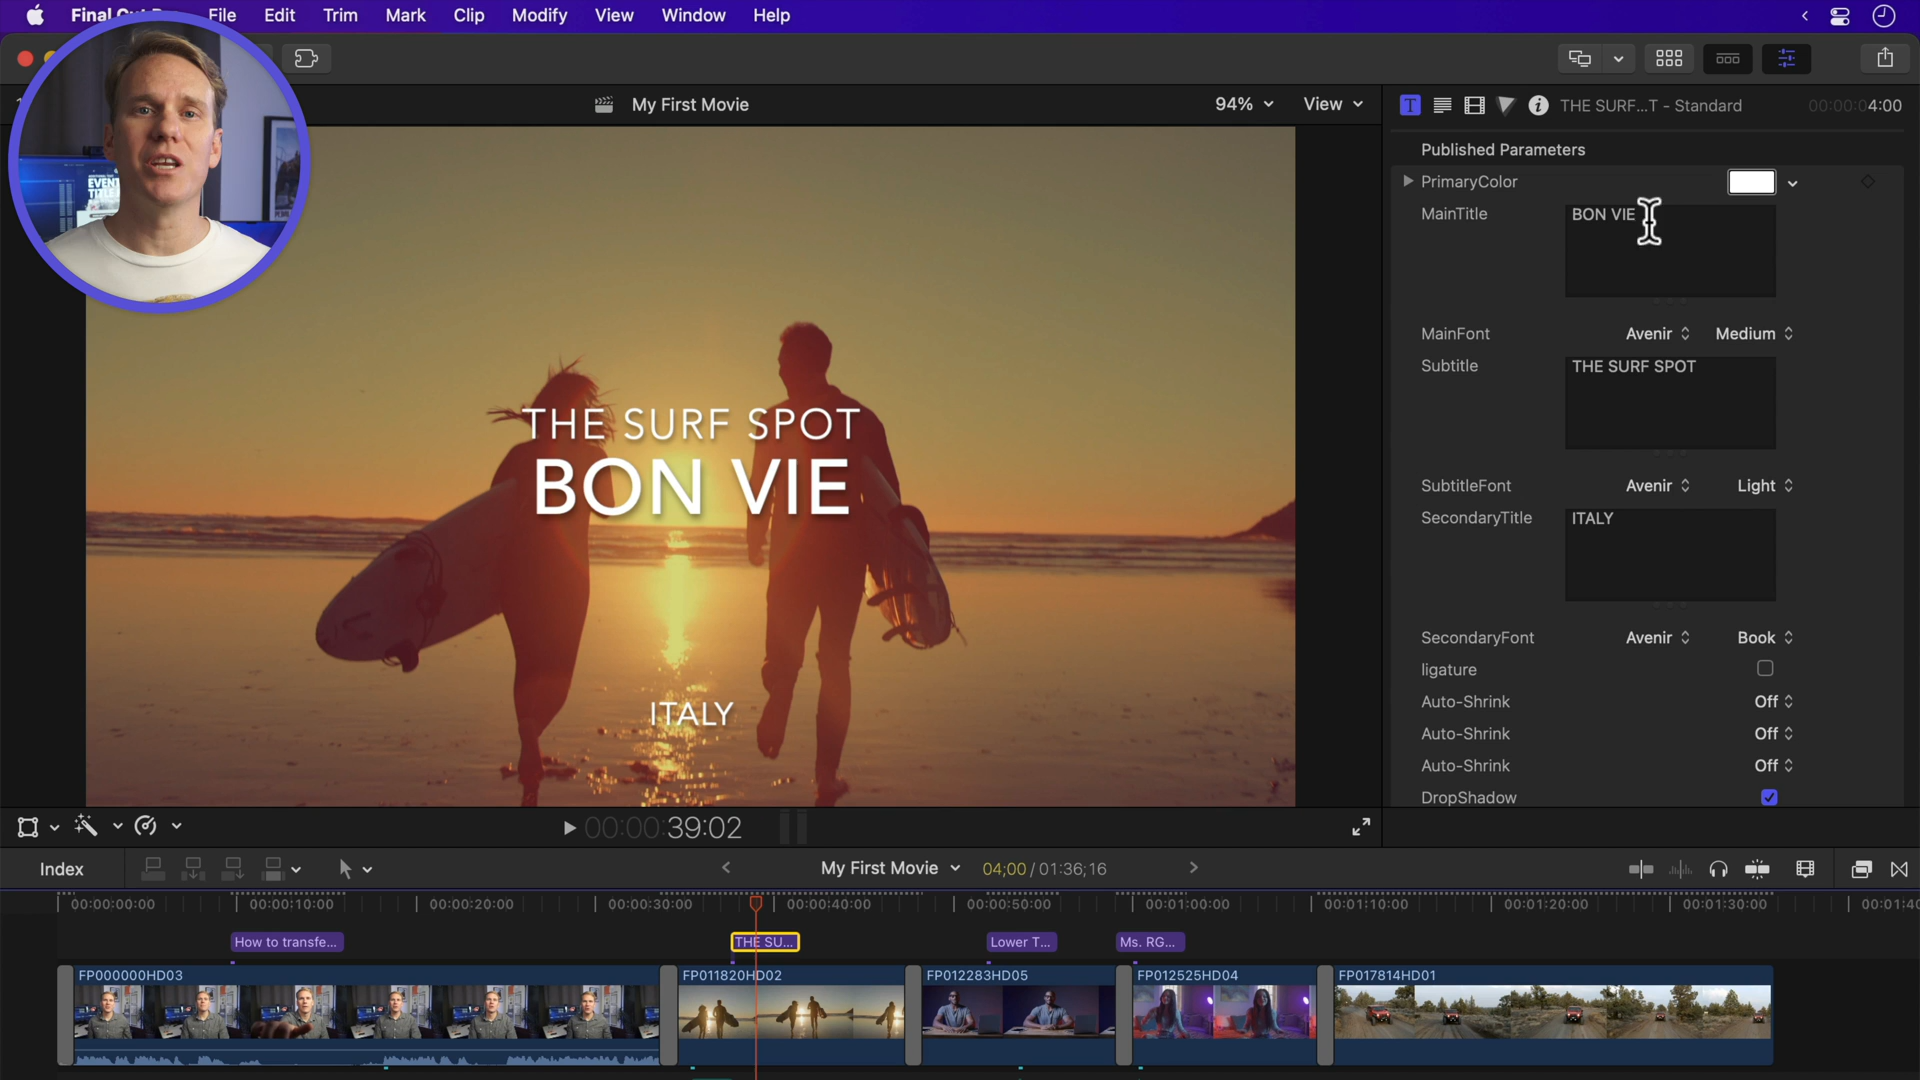 Final Cut
File
Edit
Trim
Mark
Clip
Modify
View
Window
Help
My First Movie
94%
View
THE SURF...T - Standard
00:00:04:00
EVENT
TITLE
Published Parameters
PrimaryColor
MainTitle
BON VIE
MainFont
Avenir
Medium
Subtitle
THE SURF SPOT
SubtitleFont
Avenir
Light
SecondaryTitle
ITALY
SecondaryFont
Avenir
Book
ligature
Auto-Shrink
Off
Auto-Shrink
Off
Auto-Shrink
Off
DropShadow
THE SURF SPOT
BON VIE
ITALY
00:00:39:02
Index
My First Movie
04;00 / 01:36,16
00:00:00:00
00:00:10:00
00:00:20:00
00:00:30:00
00:00:40:00
00:00:50:00
00:01:00:00
00:01:10:00
00:01:20:00
00:01:30:00
00:01:40
How to transfe...
THE SU...
Lower T...
Ms. RG...
FP000000HD03
FP011820HD02
FP012283HD05
FP012525HD04
FP017814HD01